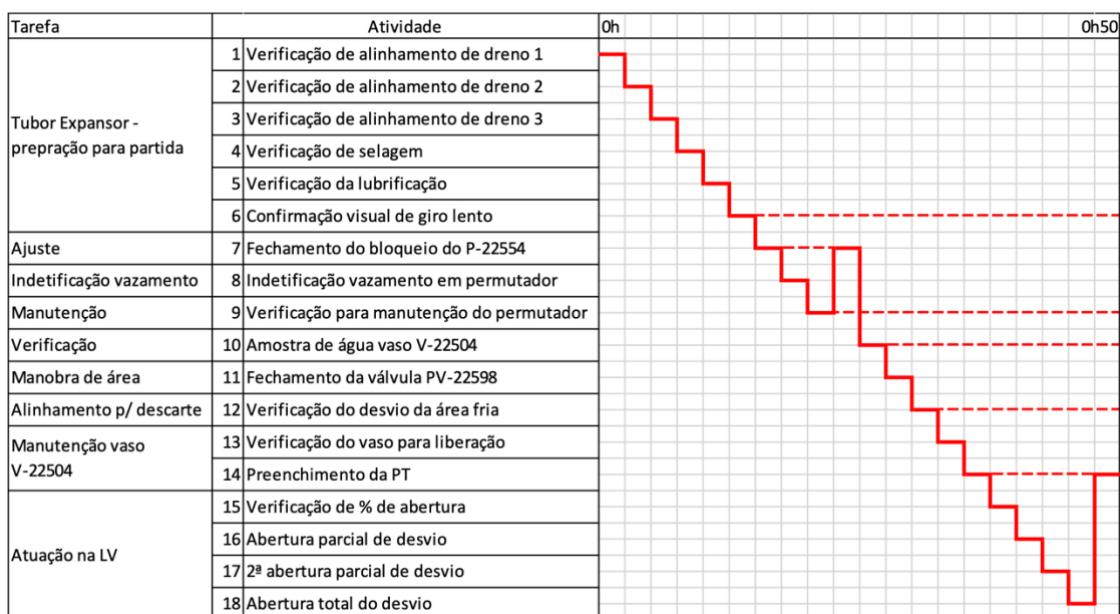 Tarefa Atividade 0h 0h50
1 Verificação de alinhamento de dreno 1
2 Verificação de alinhamento de dreno 2
Tubor Expansor -
prepração para partida
3 Verificação de alinhamento de dreno 3
4 Verificação de selagem
5 Verificação da lubrificação
6 Confirmação visual de giro lento
Ajuste 7 Fechamento do bloqueio do P-22554
Indetificação vazamento 8 Indetificação vazamento em permutador
Manutenção 9 Verificação para manutenção do permutador
Verificação 10 Amostra de água vaso V-22504
Manobra de área 11 Fechamento da válvula PV-22598
Alinhamento p/ descarte 12 Verificação do desvio da área fria
Manutenção vaso
V-22504
13 Verificação do vaso para liberação
14 Preenchimento da PT
Atuação na LV
15 Verificação de % de abertura
16 Abertura parcial de desvio
17 2ª abertura parcial de desvio
18 Abertura total do desvio